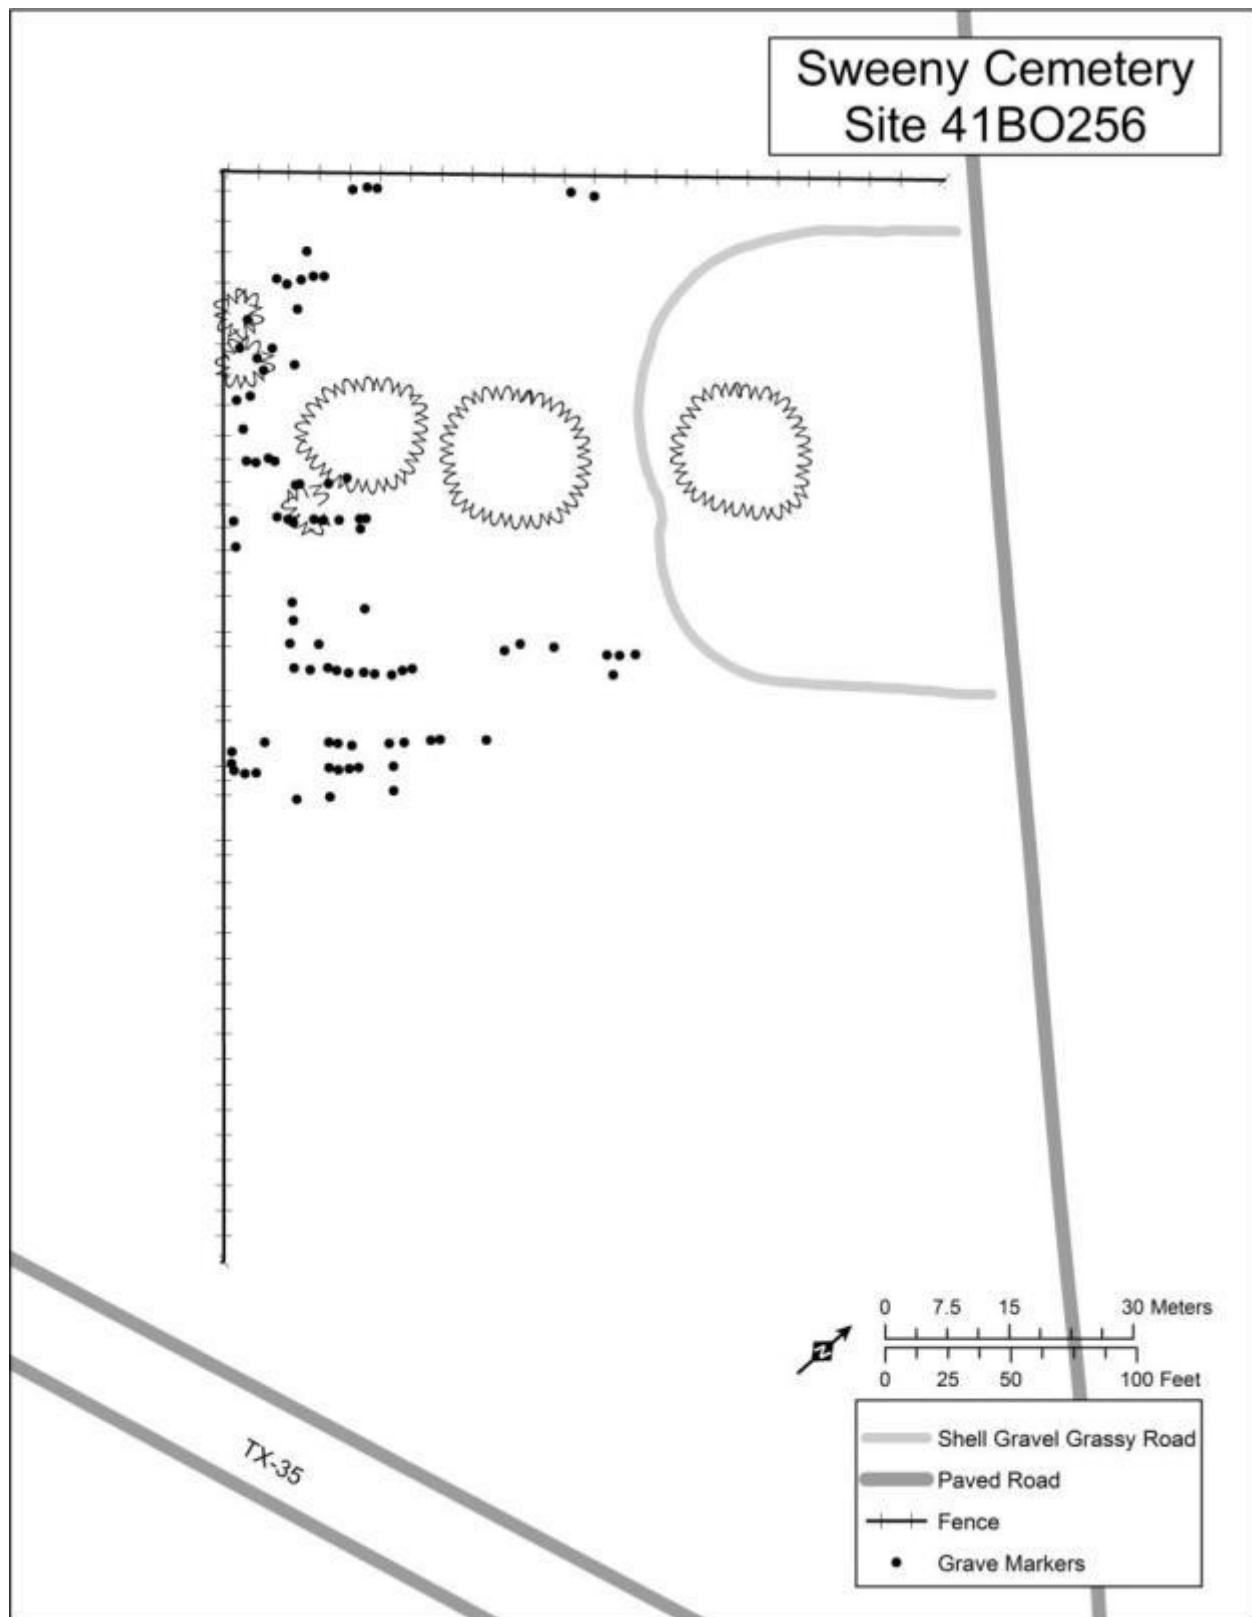 Sweeny Cemetery
Site 41BO256
0 7.5 15 30 Meters
N
0 25 50 100 Feet
Shell Gravel Grassy Road
Paved Road
Fence
Grave Markers
TX-35